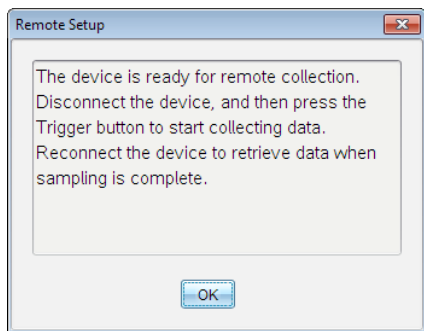 Remote Setup
The device is ready for remote collection.
Disconnect the device, and then press the
Trigger button to start collecting data.
Reconnect the device to retrieve data when
sampling is complete.
OK